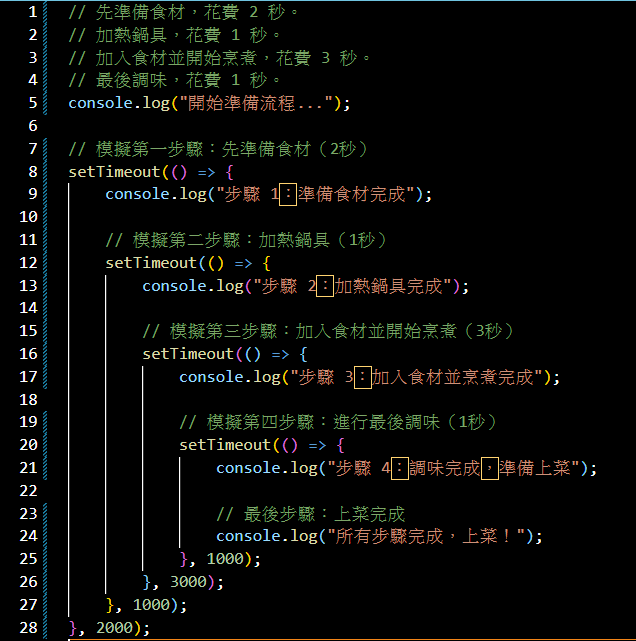 1 // 先準備食材，花費 2 秒。
2 // 加熱鍋具，花費 1 秒。
3 // 加入食材並開始烹煮，花費 3 秒。
4 // 最後調味，花費 1 秒。
5 console.log("開始準備流程...");
6
7 // 模擬第一步驟：先準備食材（2秒）
8 setTimeout(() => {
9     console.log("步驟 1：準備食材完成");
10
11     // 模擬第二步驟：加熱鍋具（1秒）
12     setTimeout(() => {
13         console.log("步驟 2：加熱鍋具完成");
14
15         // 模擬第三步驟：加入食材並開始烹煮（3秒）
16         setTimeout(() => {
17             console.log("步驟 3：加入食材並烹煮完成");
18
19             // 模擬第四步驟：進行最後調味（1秒）
20             setTimeout(() => {
21                 console.log("步驟 4：調味完成，準備上菜");
22
23                 // 最後步驟：上菜完成
24                 console.log("所有步驟完成，上菜！");
25             }, 1000);
26         }, 3000);
27     }, 1000);
28 }, 2000);